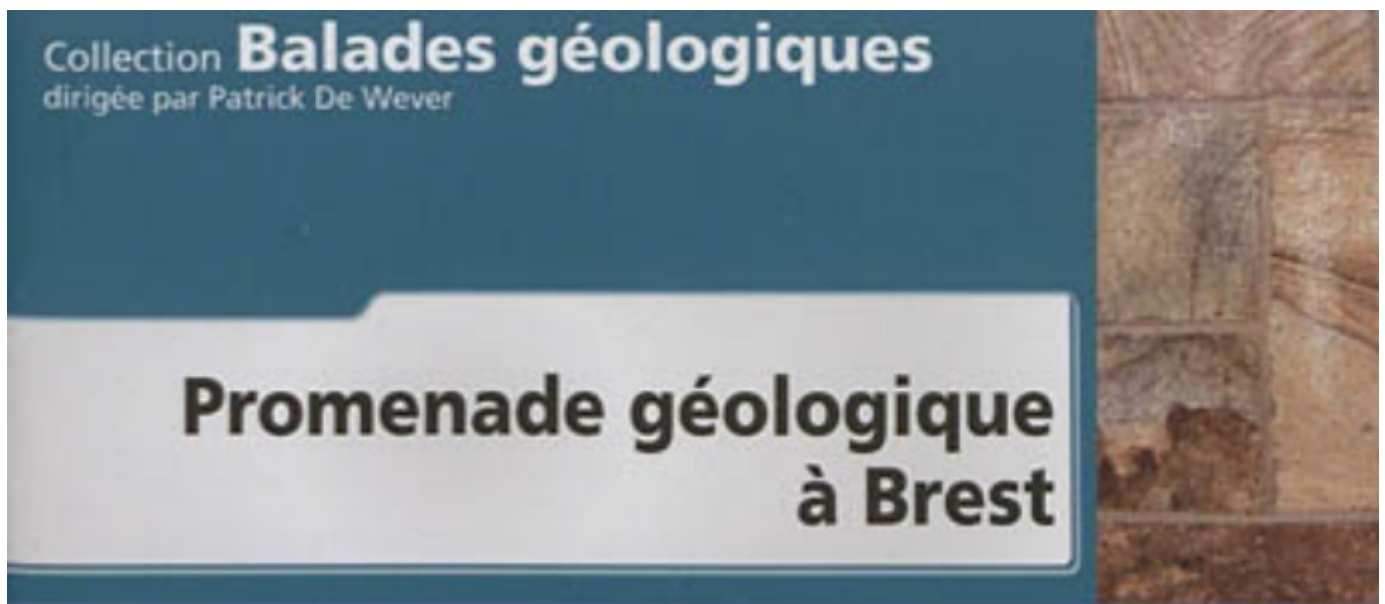 Collection Balades géologiques
dirigée par Patrick De Wever
Promenade géologique
à Brest